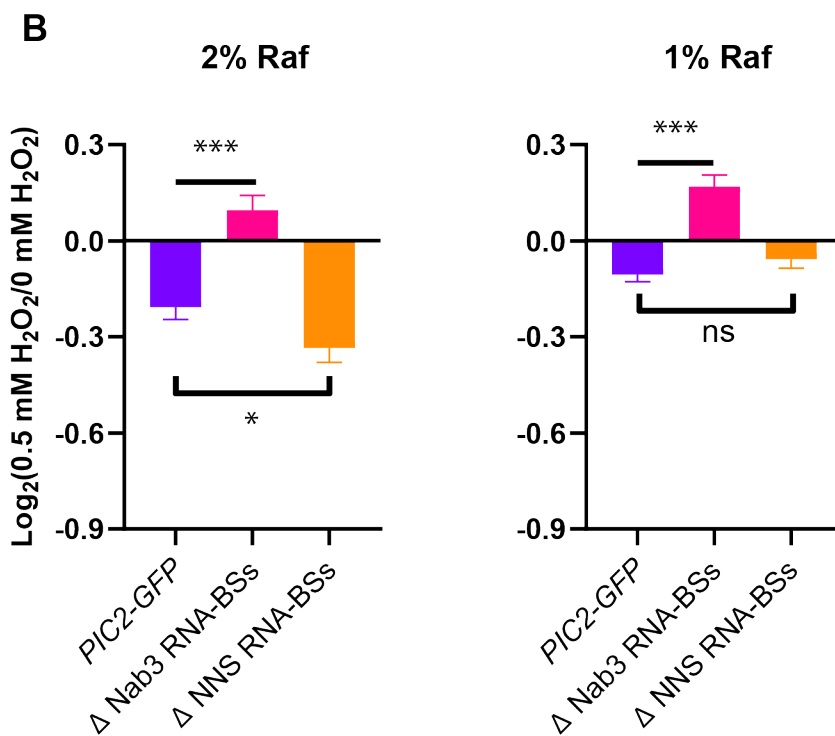 B
2% Raf
1% Raf
Log₂(0.5 mM H₂O₂/0 mM H₂O₂)
0.3
0.0
-0.3
-0.6
-0.9
***
*
PIC2-GFP
Δ Nab3 RNA-BSs
Δ NNS RNA-BSs
0.3
0.0
-0.3
-0.6
-0.9
***
ns
PIC2-GFP
Δ Nab3 RNA-BSs
Δ NNS RNA-BSs